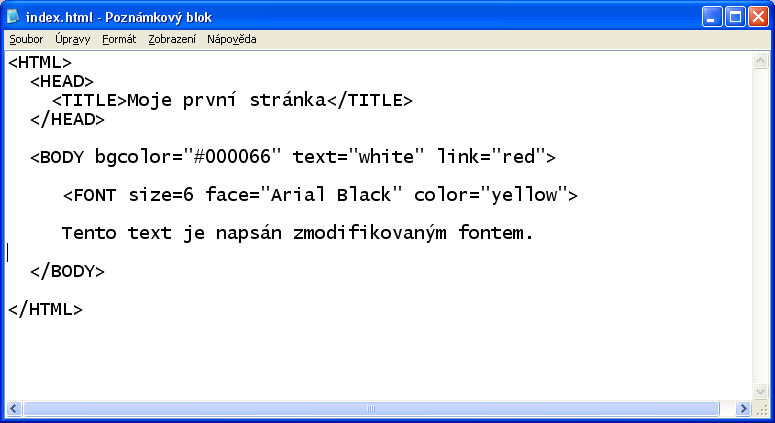 index.html - Poznámkový blok
Soubor Úpravy Formát Zobrazení Nápověda
<HTML>
  <HEAD>
    <TITLE>Moje první stránka</TITLE>
  </HEAD>
  <BODY bgcolor="#000066" text="white" link="red">
     <FONT size=6 face="Arial Black" color="yellow">
     Tento text je napsán zmodifikovaným fontem.
  </BODY>
</HTML>